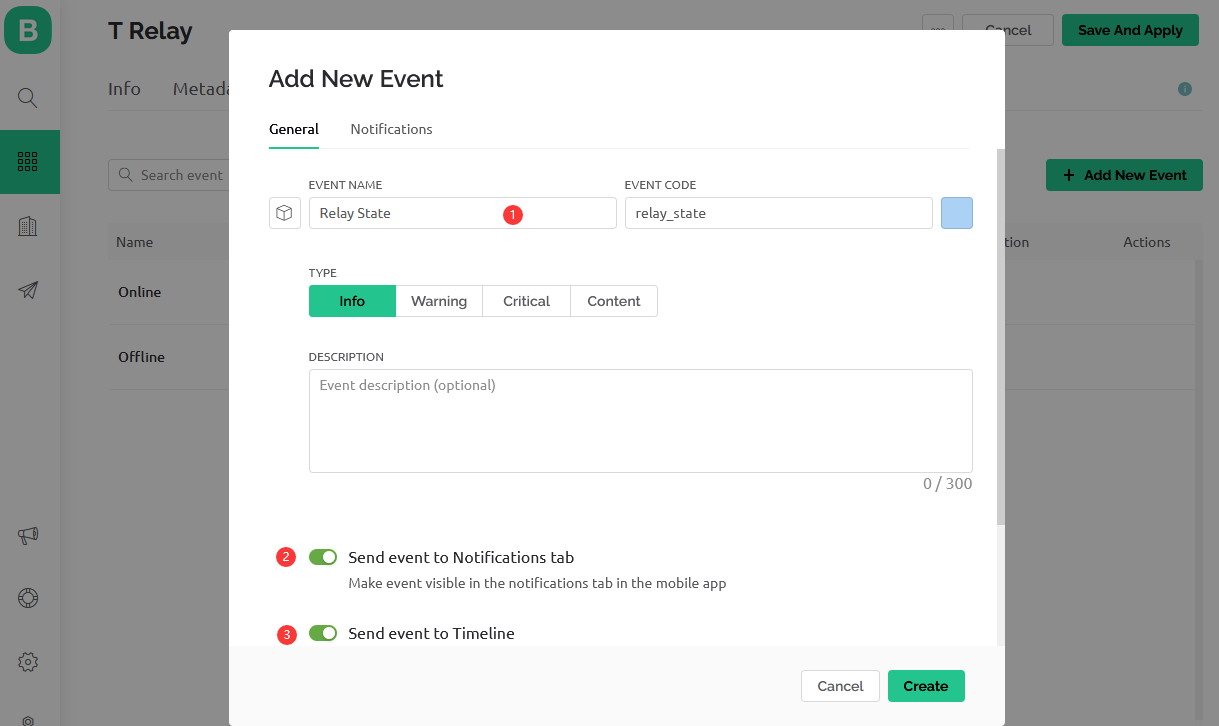 B
T Relay
Cancel
Save And Apply
Info
Metada
Search event
+ Add New Event
Name
tion
Actions
Online
Offline
Add New Event
General
Notifications
EVENT NAME
EVENT CODE
Relay State
1
relay_state
TYPE
Info
Warning
Critical
Content
DESCRIPTION
Event description (optional)
0 / 300
2
Send event to Notifications tab
Make event visible in the notifications tab in the mobile app
3
Send event to Timeline
Cancel
Create